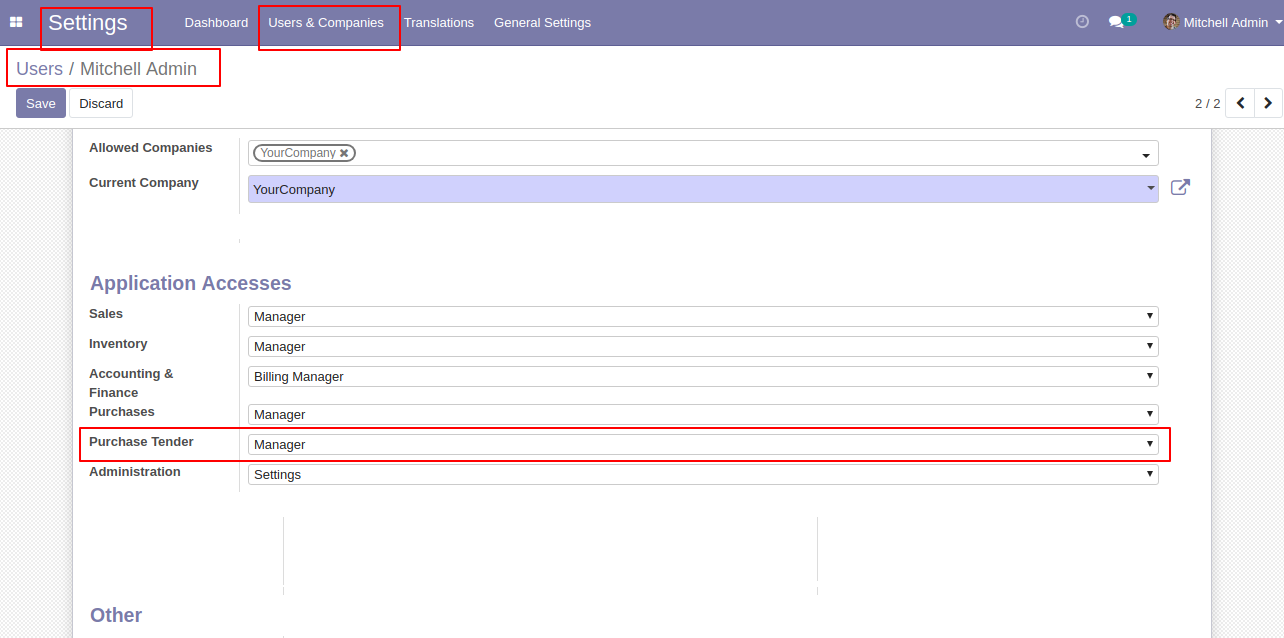 Settings Dashboard Users & Companies Translations General Settings 1 Mitchell Admin
Users / Mitchell Admin
Save Discard 2 / 2
Allowed Companies YourCompany
Current Company YourCompany
Application Accesses
Sales Manager
Inventory Manager
Accounting & Billing Manager
Finance
Purchases Manager
Purchase Tender Manager
Administration Settings
Other